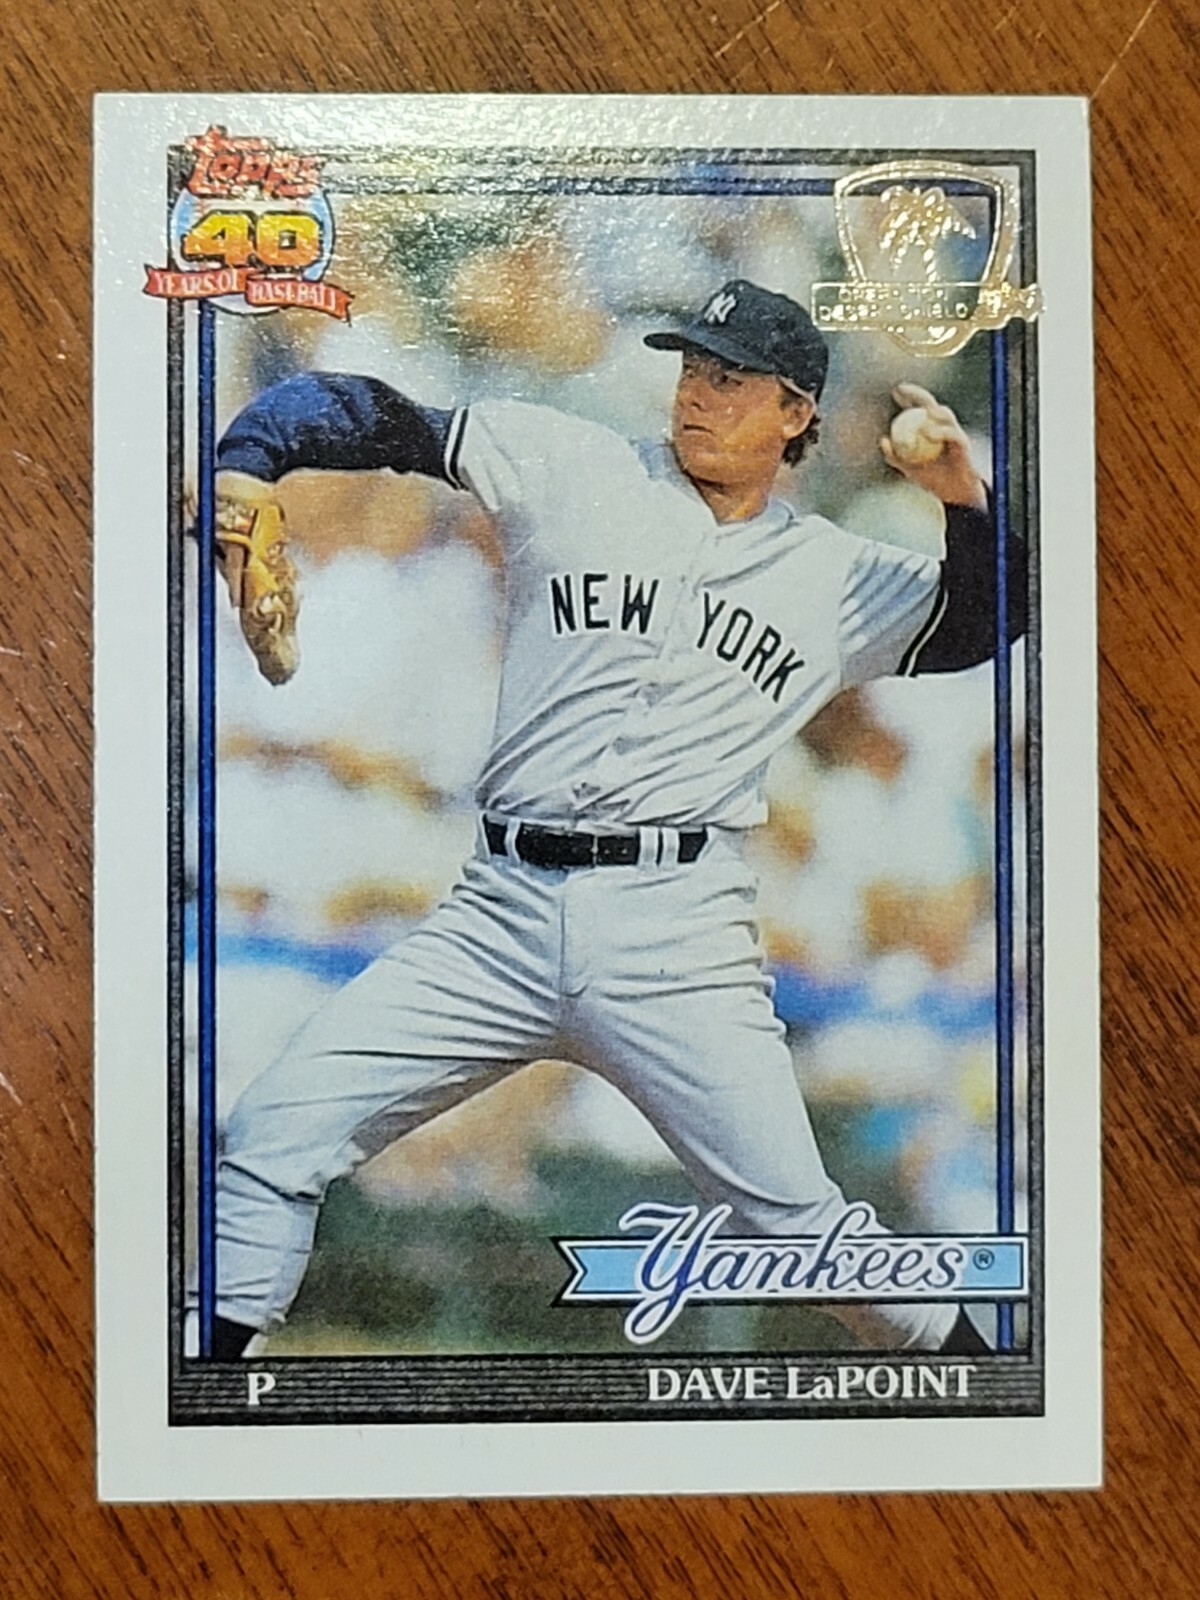 Topps
40
YEARS OF BASEBALL
OPERATION
DESERT SHIELD
NY
NEW YORK
Yankees®
P
DAVE LaPOINT